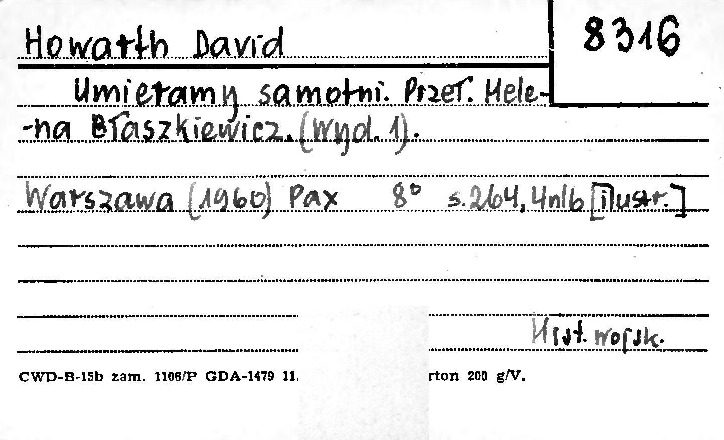 Howarth David
8316
Umieramy samotni. Przeł. Hele-
-na Błaszkiewicz. (Wyd. 1).
Warszawa (1960) Pax 8° s. 264, 4nlb [ilustr.]
Hist. wojsk.
CWD-B-15b zam. 1106/P GDA-1479 11. rton 200 g/V.